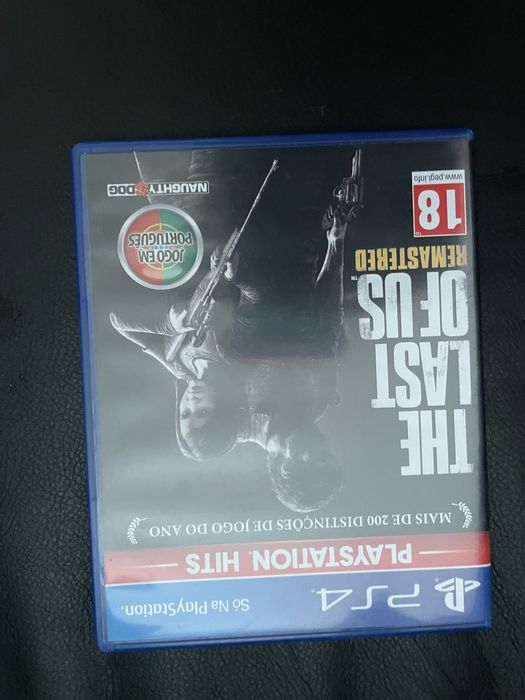 PS4
Só Na PlayStation.
PLAYSTATION HITS
MAIS DE 200 DISTINÇÕES DE JOGO DO ANO
THE
LAST
OF US™
REMASTERED
18
www.pegi.info
JOGO EM
PORTUGUÊS
NAUGHTY DOG